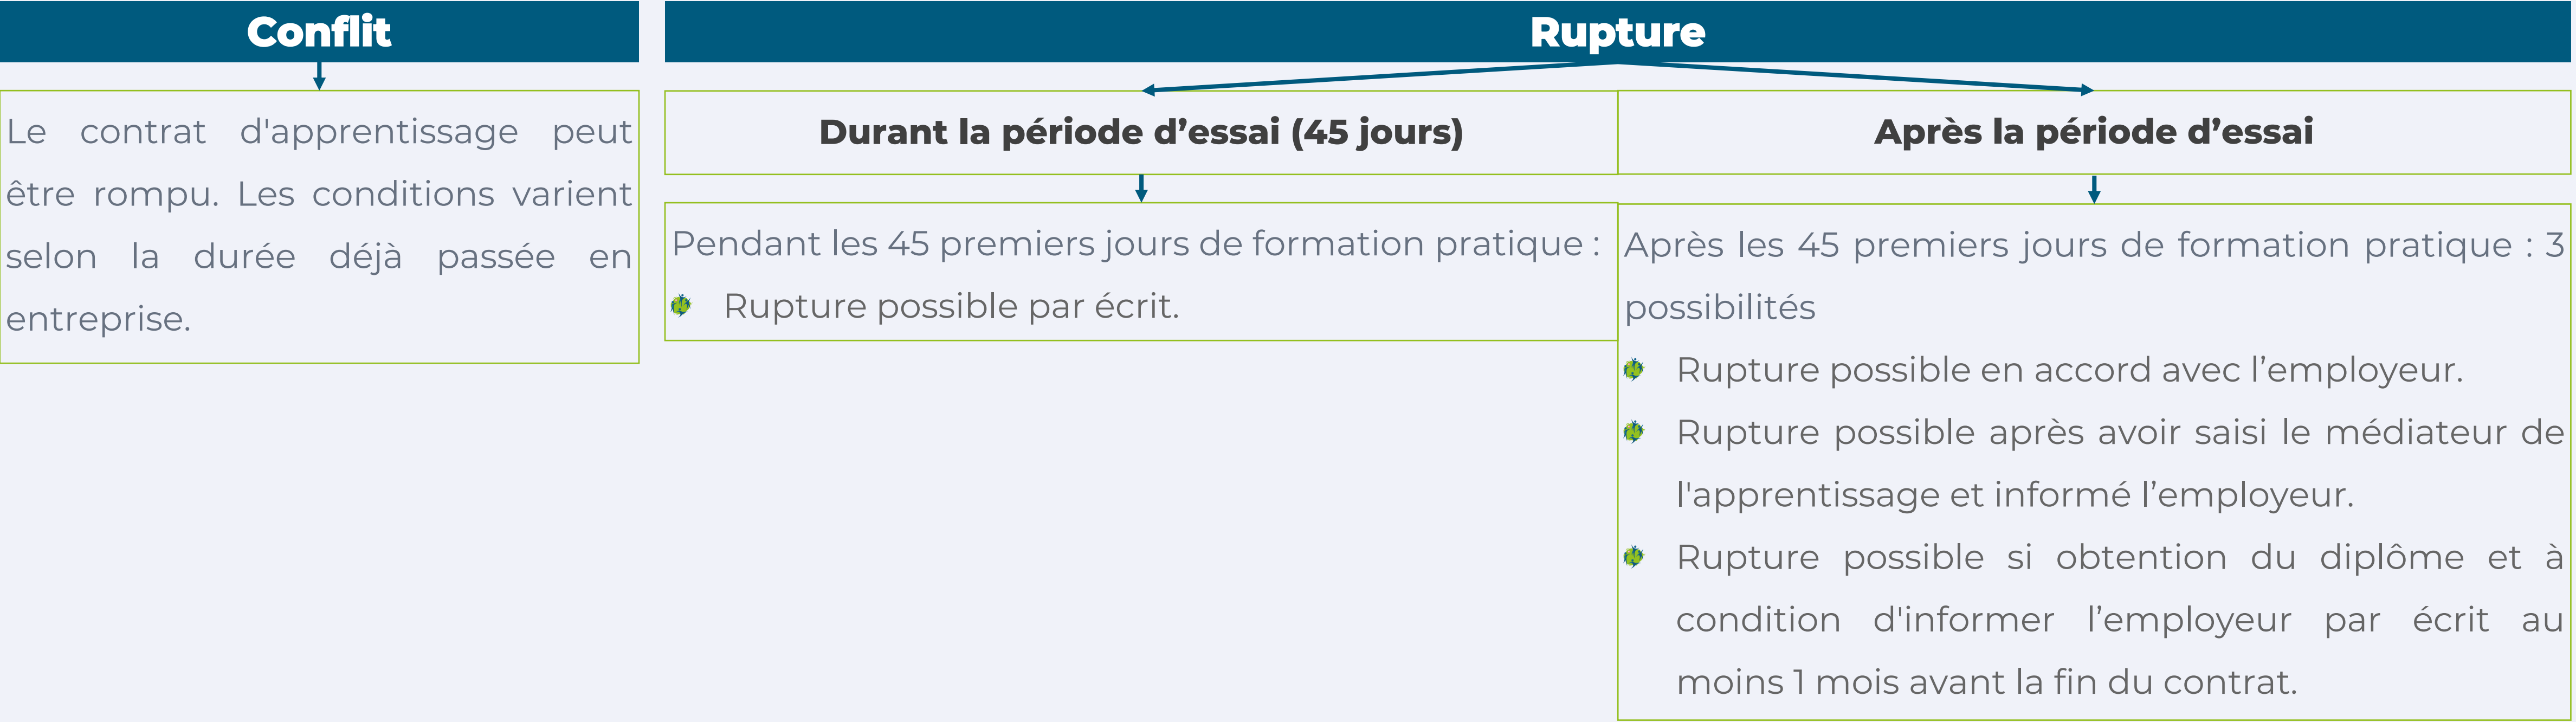 Conflit
Le contrat d'apprentissage peut
être rompu. Les conditions varient
selon la durée déjà passée en
entreprise.
Rupture
Durant la période d’essai (45 jours)
Pendant les 45 premiers jours de formation pratique :
Rupture possible par écrit.
Après la période d’essai
Après les 45 premiers jours de formation pratique : 3
possibilités
Rupture possible en accord avec l’employeur.
Rupture possible après avoir saisi le médiateur de
l'apprentissage et informé l’employeur.
Rupture possible si obtention du diplôme et à
condition d'informer l’employeur par écrit au
moins 1 mois avant la fin du contrat.